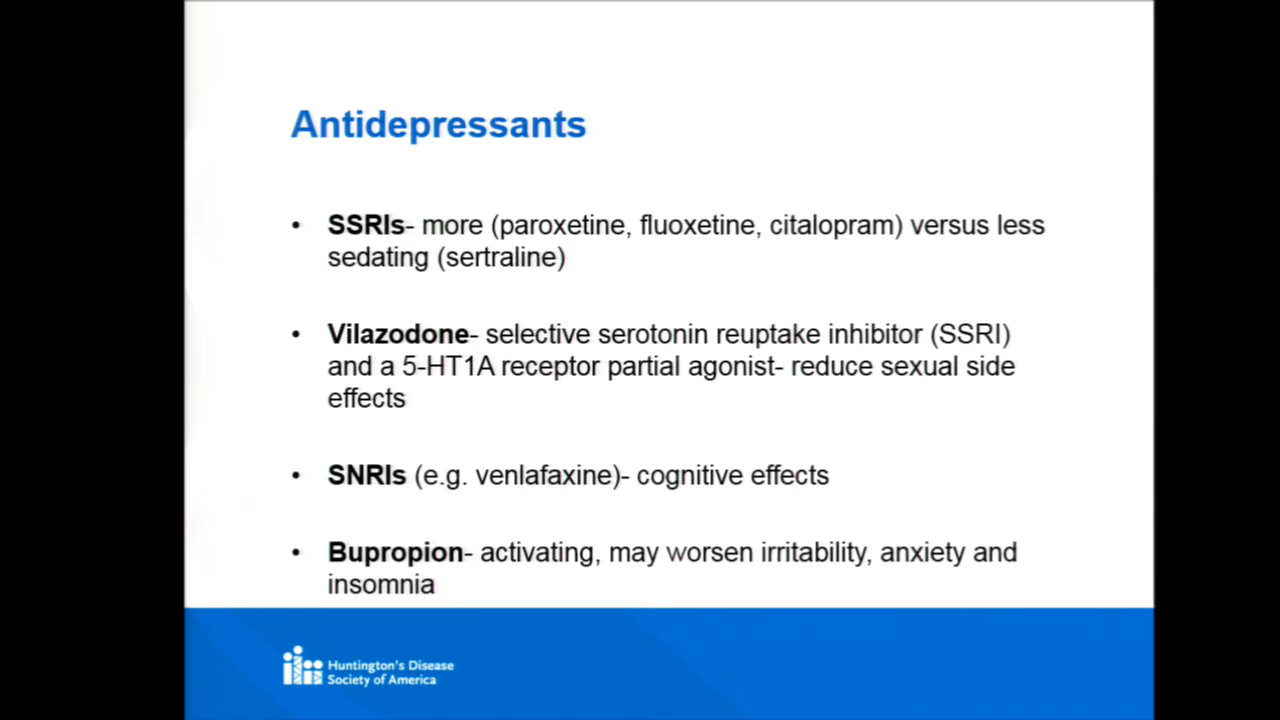 Antidepressants
• SSRIs- more (paroxetine, fluoxetine, citalopram) versus less
sedating (sertraline)
• Vilazodone- selective serotonin reuptake inhibitor (SSRI)
and a 5-HT1A receptor partial agonist- reduce sexual side
effects
• SNRIs (e.g. venlafaxine)- cognitive effects
• Bupropion- activating, may worsen irritability, anxiety and
insomnia
Huntington's Disease
Society of America